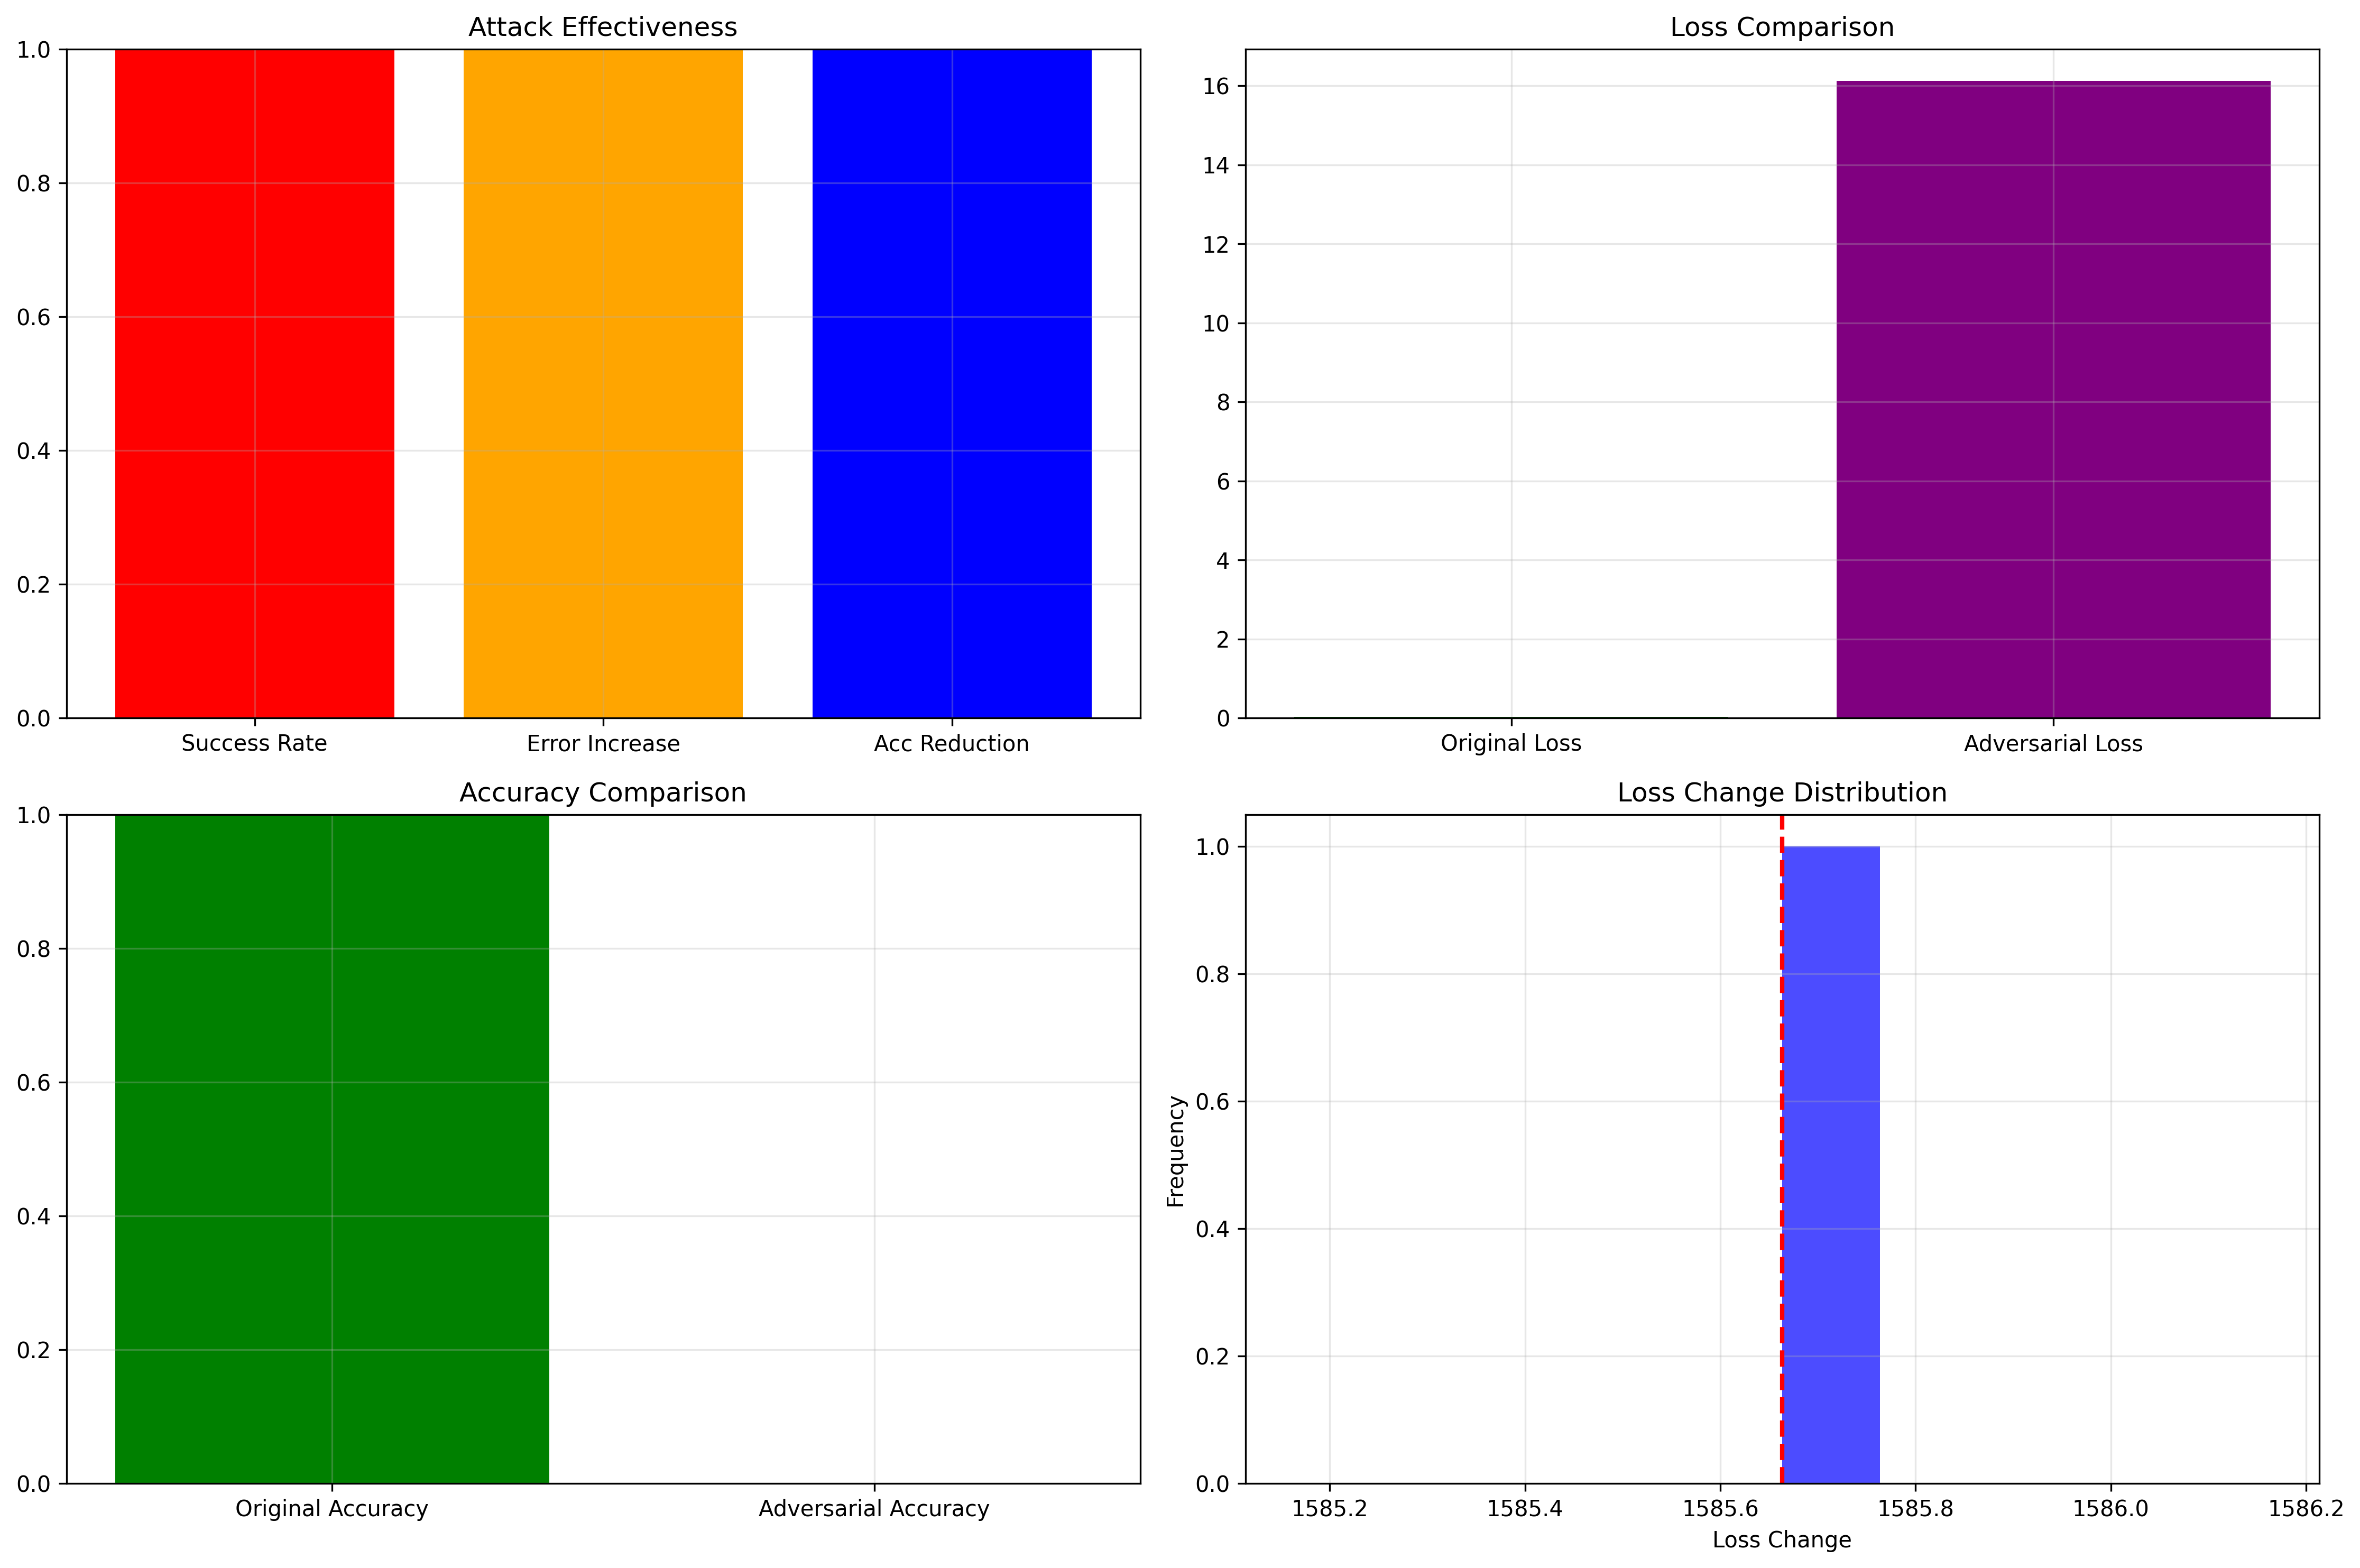 Attack Effectiveness
1.0
0.8
0.6
0.4
0.2
0.0
Success Rate Error Increase Acc Reduction
Loss Comparison
16
14
12
10
8
6
4
2
0
Original Loss Adversarial Loss
Accuracy Comparison
1.0
0.8
0.6
0.4
0.2
0.0
Original Accuracy Adversarial Accuracy
Loss Change Distribution
Frequency
1.0
0.8
0.6
0.4
0.2
0.0
1585.2 1585.4 1585.6 1585.8 1586.0 1586.2
Loss Change